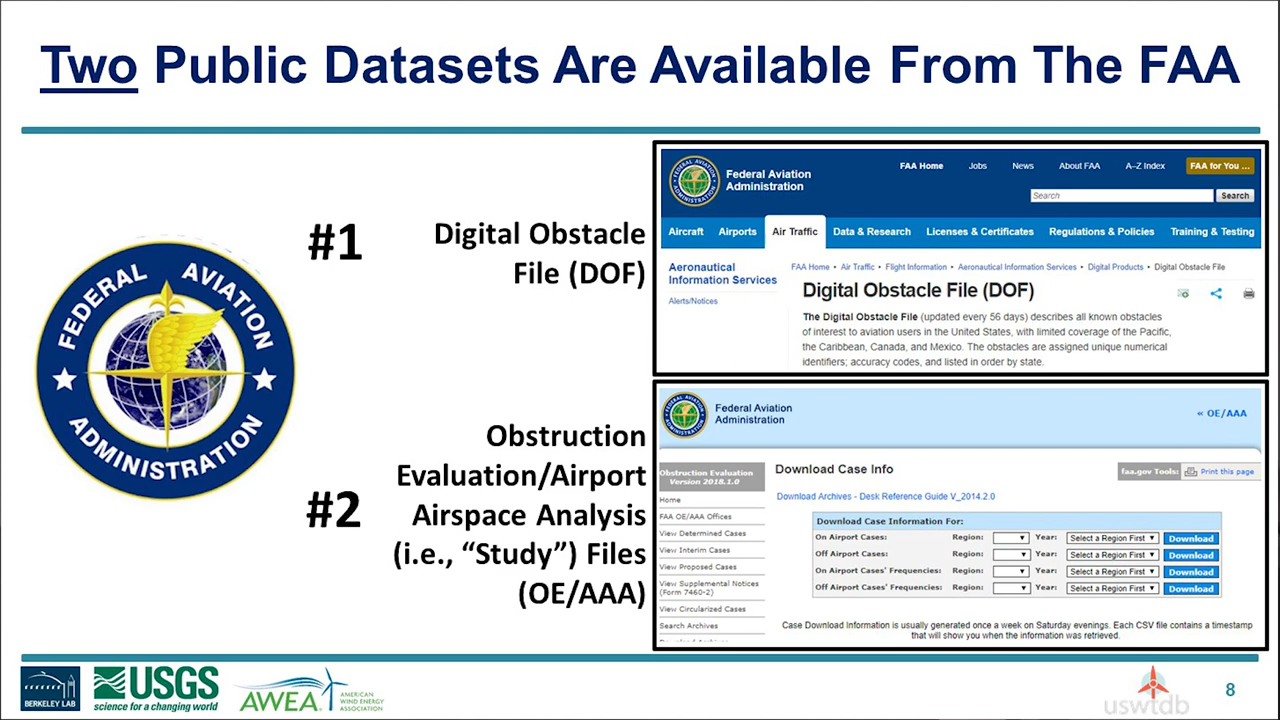 Two Public Datasets Are Available From The FAA
FEDERAL AVIATION
ADMINISTRATION
#1
Digital Obstacle
File (DOF)
#2
Obstruction
Evaluation/Airport
Airspace Analysis
(i.e., “Study”) Files
(OE/AAA)
Federal Aviation
Administration
FAA Home Jobs News About FAA A–Z Index FAA for You ...
Search Search
Aircraft Airports Air Traffic Data & Research Licenses & Certificates Regulations & Policies Training & Testing
Aeronautical
Information Services
Alerts/Notices
FAA Home • Air Traffic • Flight Information • Aeronautical Information Services • Digital Products • Digital Obstacle File
Digital Obstacle File (DOF)
The Digital Obstacle File (updated every 56 days) describes all known obstacles
of interest to aviation users in the United States, with limited coverage of the Pacific,
the Caribbean, Canada, and Mexico. The obstacles are assigned unique numerical
identifiers; accuracy codes, and listed in order by state.
Federal Aviation
Administration
« OE/AAA
Obstruction Evaluation
Version 2018.1.0
Home
FAA OE/AAA Offices
View Determined Cases
View Interim Cases
View Proposed Cases
View Supplemental Notices
(Form 7460-2)
View Circularized Cases
Search Archives
Download Case Info
faa.gov Tools: Print this page
Download Archives - Desk Reference Guide V_2014.2.0
Download Case Information For:
On Airport Cases: Region: Year: Select a Region First Download
Off Airport Cases: Region: Year: Select a Region First Download
On Airport Cases' Frequencies: Region: Year: Select a Region First Download
Off Airport Cases' Frequencies: Region: Year: Select a Region First Download
Case Download Information is usually generated once a week on Saturday evenings. Each CSV file contains a timestamp
that will show you when the information was retrieved.
BERKELEY LAB
USGS
science for a changing world
AWEA
AMERICAN
WIND ENERGY
ASSOCIATION
uswtdb
8